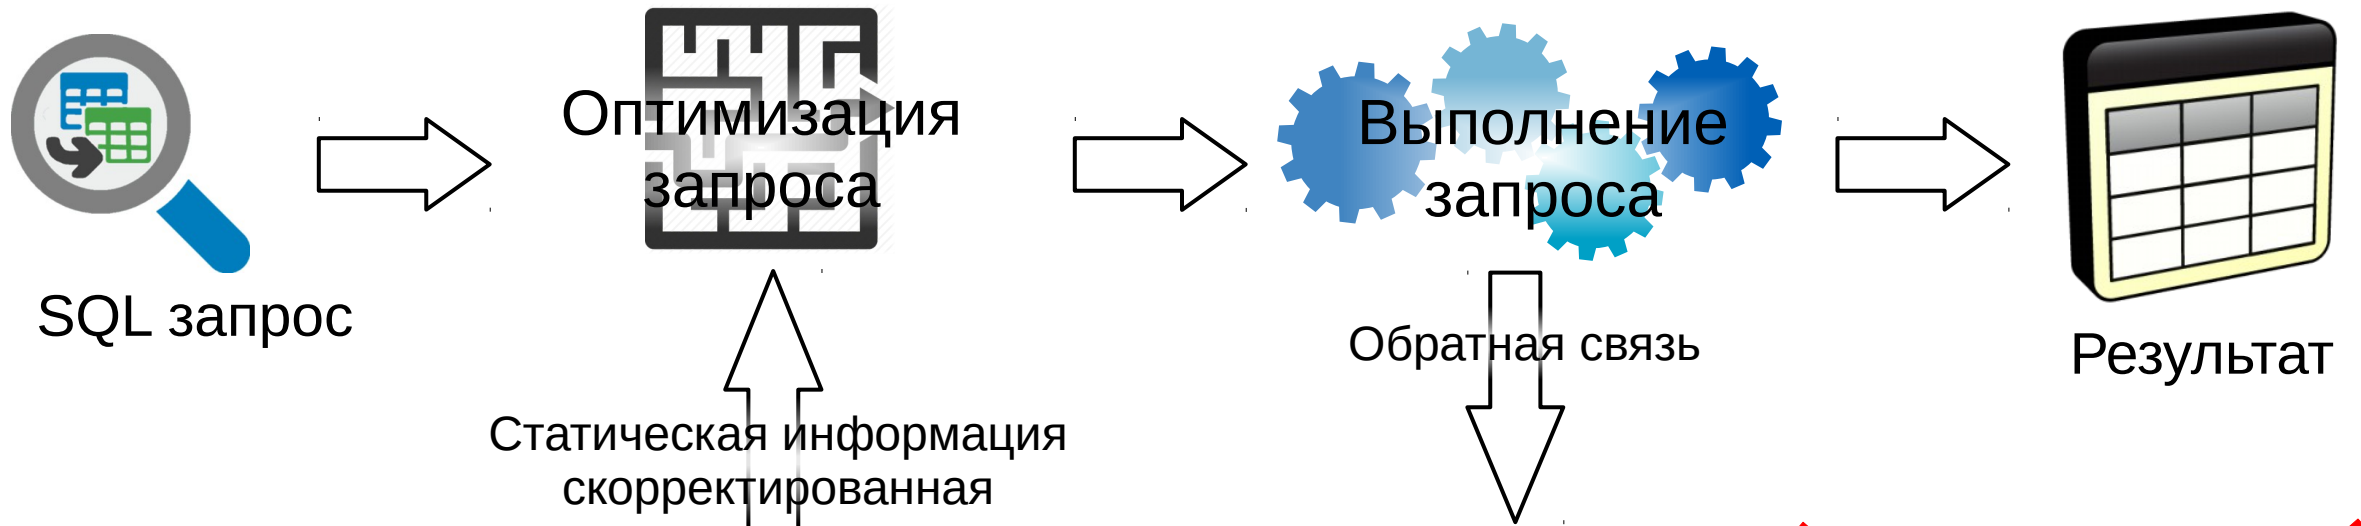 SQL запрос
Оптимизация
запроса
Выполнение
запроса
Результат
Обратная связь
Статическая информация
скорректированная